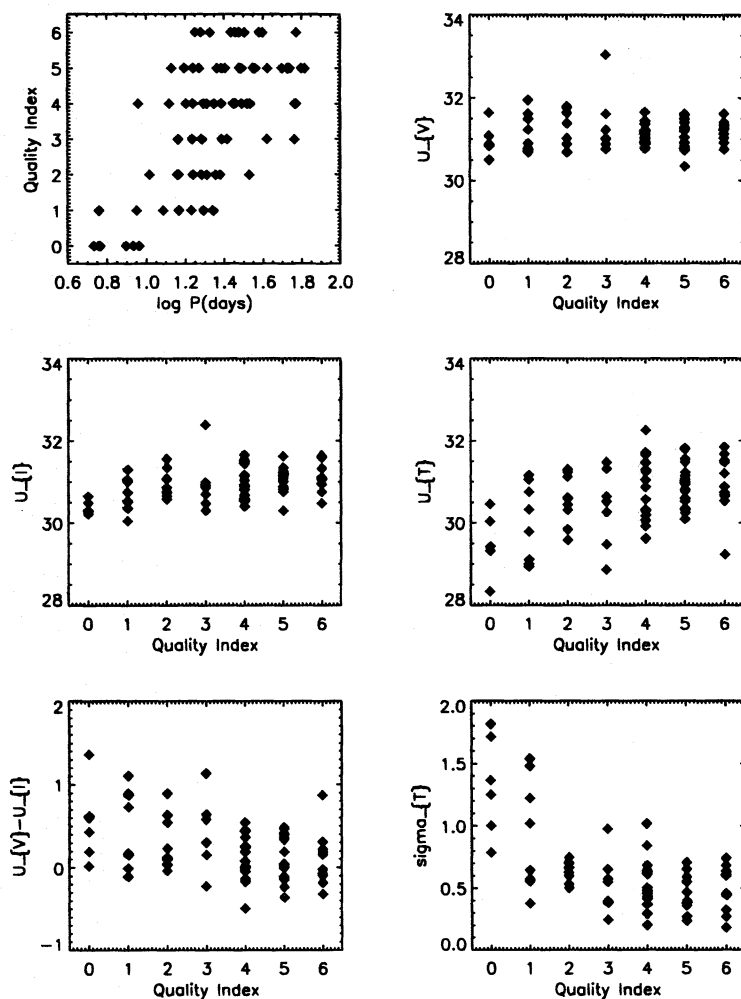 6
5
4
3
2
1
0
Quality Index
0.6 0.8 1.0 1.2 1.4 1.6 1.8 2.0
log P(days)
34
32
30
28
U_{V}
0 1 2 3 4 5 6
Quality Index
34
32
30
28
U_{I}
0 1 2 3 4 5 6
Quality Index
34
32
30
28
U_{T}
0 1 2 3 4 5 6
Quality Index
2
1
0
-1
U_{V}-U_{I}
0 1 2 3 4 5 6
Quality Index
2.0
1.5
1.0
0.5
0.0
sigma_{T}
0 1 2 3 4 5 6
Quality Index